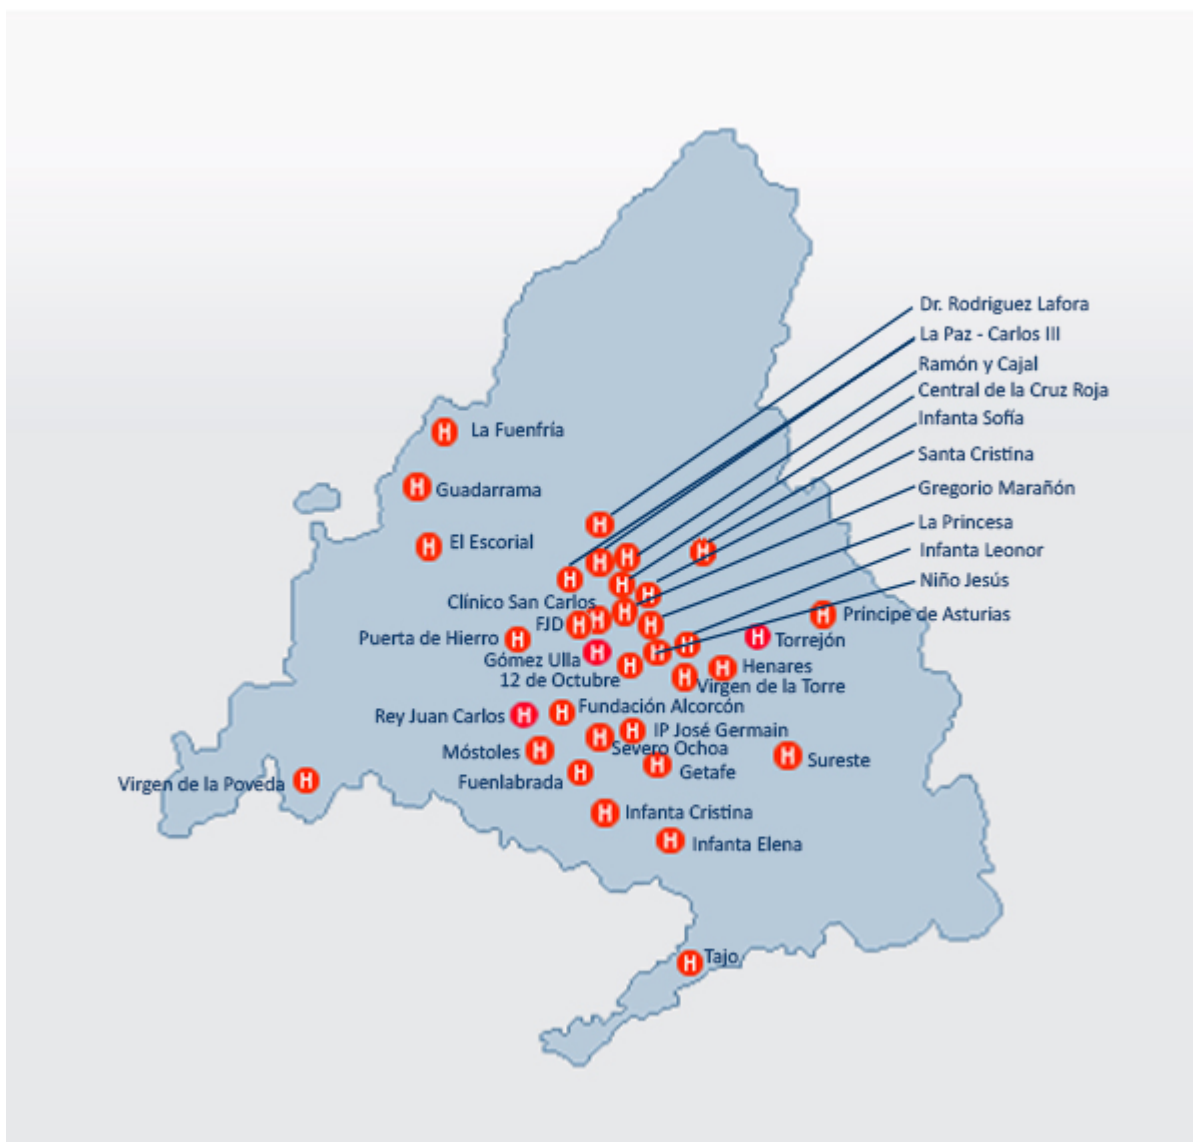 Dr. Rodriguez Lafora
La Paz - Carlos III
Ramón y Cajal
Central de la Cruz Roja
Infanta Sofía
La Fuenfría
Santa Cristina
Guadarrama
Gregorio Marañón
La Princesa
El Escorial
Infanta Leonor
Niño Jesús
Clínico San Carlos
Príncipe de Asturias
FJD
Puerta de Hierro
Torrejón
Gómez Ulla
Henares
12 de Octubre
Virgen de la Torre
Fundación Alcorcón
Rey Juan Carlos
IP José Germain
Severo Ochoa
Móstoles
Sureste
Getafe
Fuenlabrada
Virgen de la Poveda
Infanta Cristina
Infanta Elena
Tajo